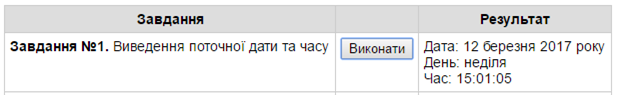 Завдання Результат
Завдання №1. Виведення поточної дати та часу Виконати Дата: 12 березня 2017 року
День: неділя
Час: 15:01:05